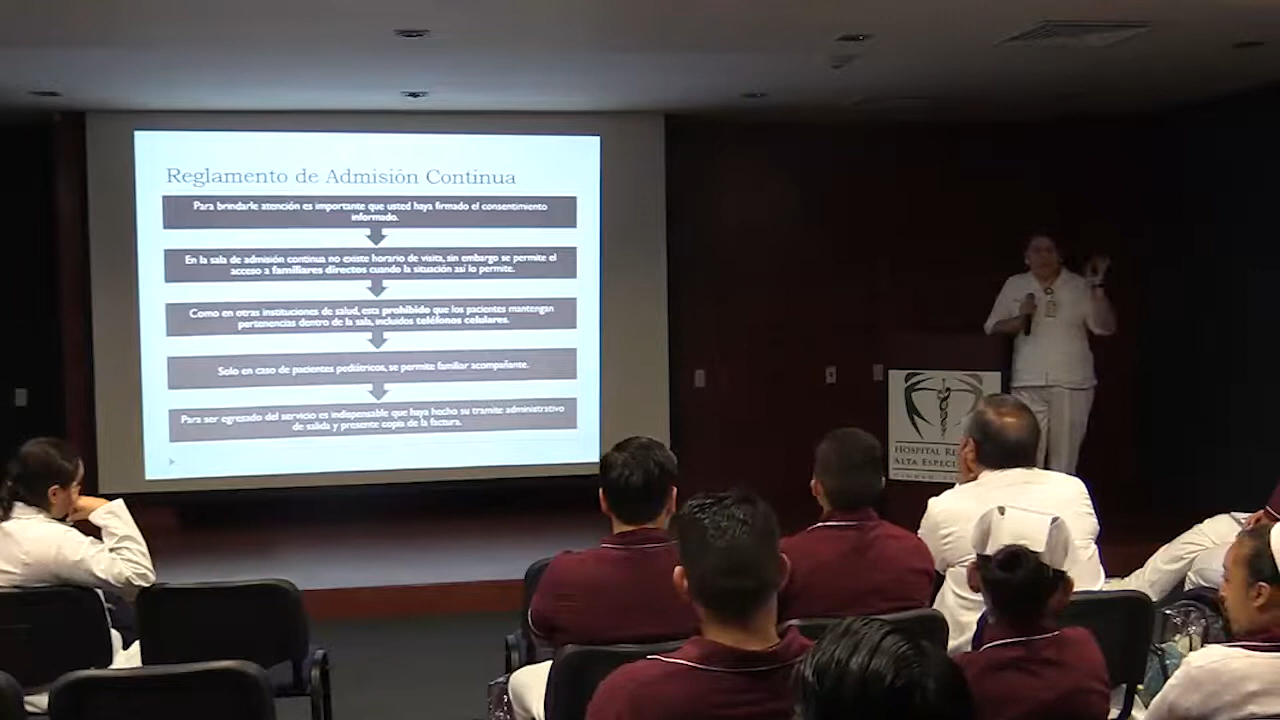 Reglamento de Admisión Continua
Para brindarle atención es importante que usted haya firmado el consentimiento
informado.
En la sala de admisión continua no existe horario de visita, sin embargo se permite el
acceso a familiares directos cuando la situación así lo permite.
Como en otras instituciones de salud, esta prohibido que los pacientes mantengan
pertenencias dentro de la sala, incluidos teléfonos celulares.
Solo en caso de pacientes pediátricos, se permite familiar acompañante.
Para ser egresado del servicio es indispensable que haya hecho su tramite administrativo
de salida y presente copia de la factura.
HOSPITAL RE
ALTA ESPECI